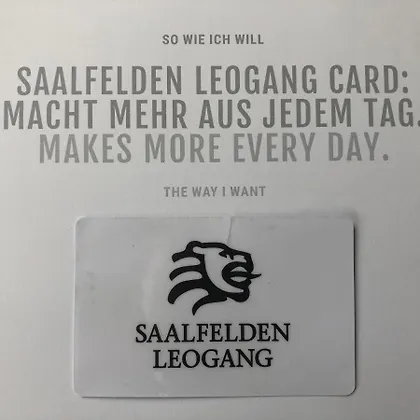 SO WIE ICH WILL
SAALFELDEN LEOGANG CARD:
MACHT MEHR AUS JEDEM TAG.
MAKES MORE EVERY DAY.
THE WAY I WANT
SAALFELDEN
LEOGANG